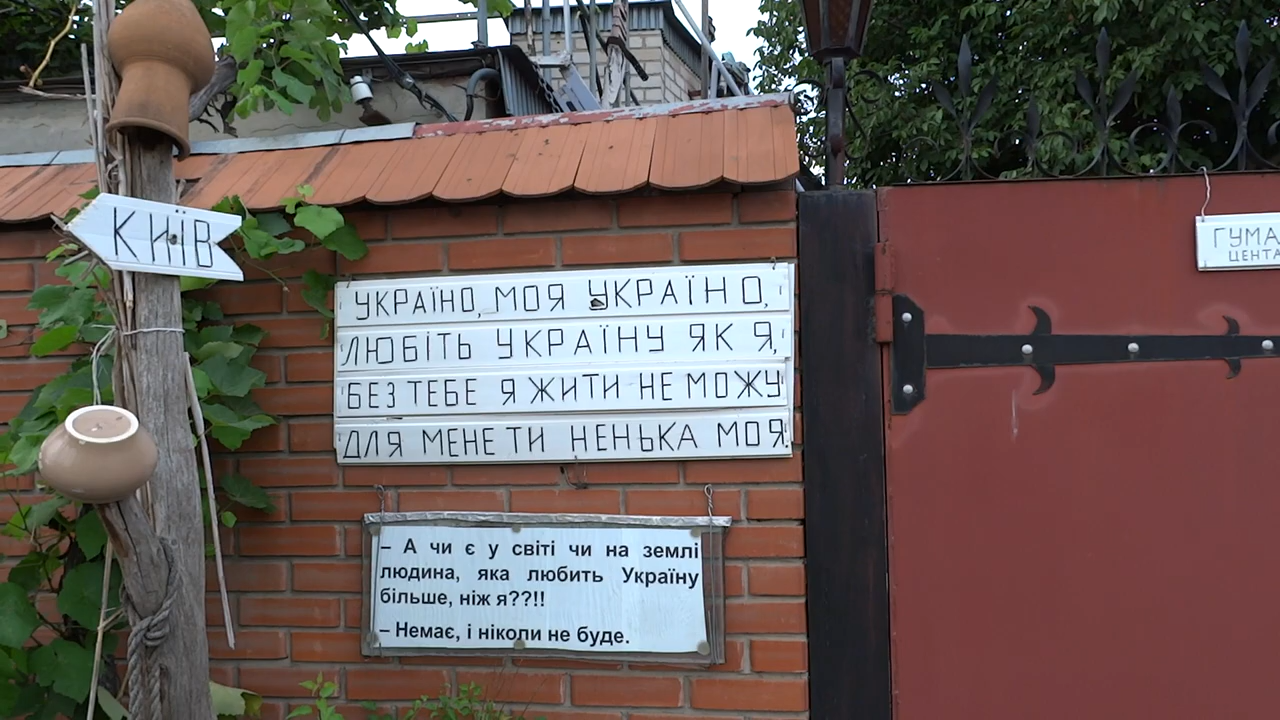 КИЇВ
УКРАЇНО, МОЯ УКРАЇНО,
ЛЮБІТЬ УКРАЇНУ ЯК Я,
БЕЗ ТЕБЕ Я ЖИТИ НЕ МОЖУ
ДЛЯ МЕНЕ ТИ НЕНЬКА МОЯ.
– А чи є у світі чи на землі
людина, яка любить Україну
більше, ніж я??!!
– Немає, і ніколи не буде.